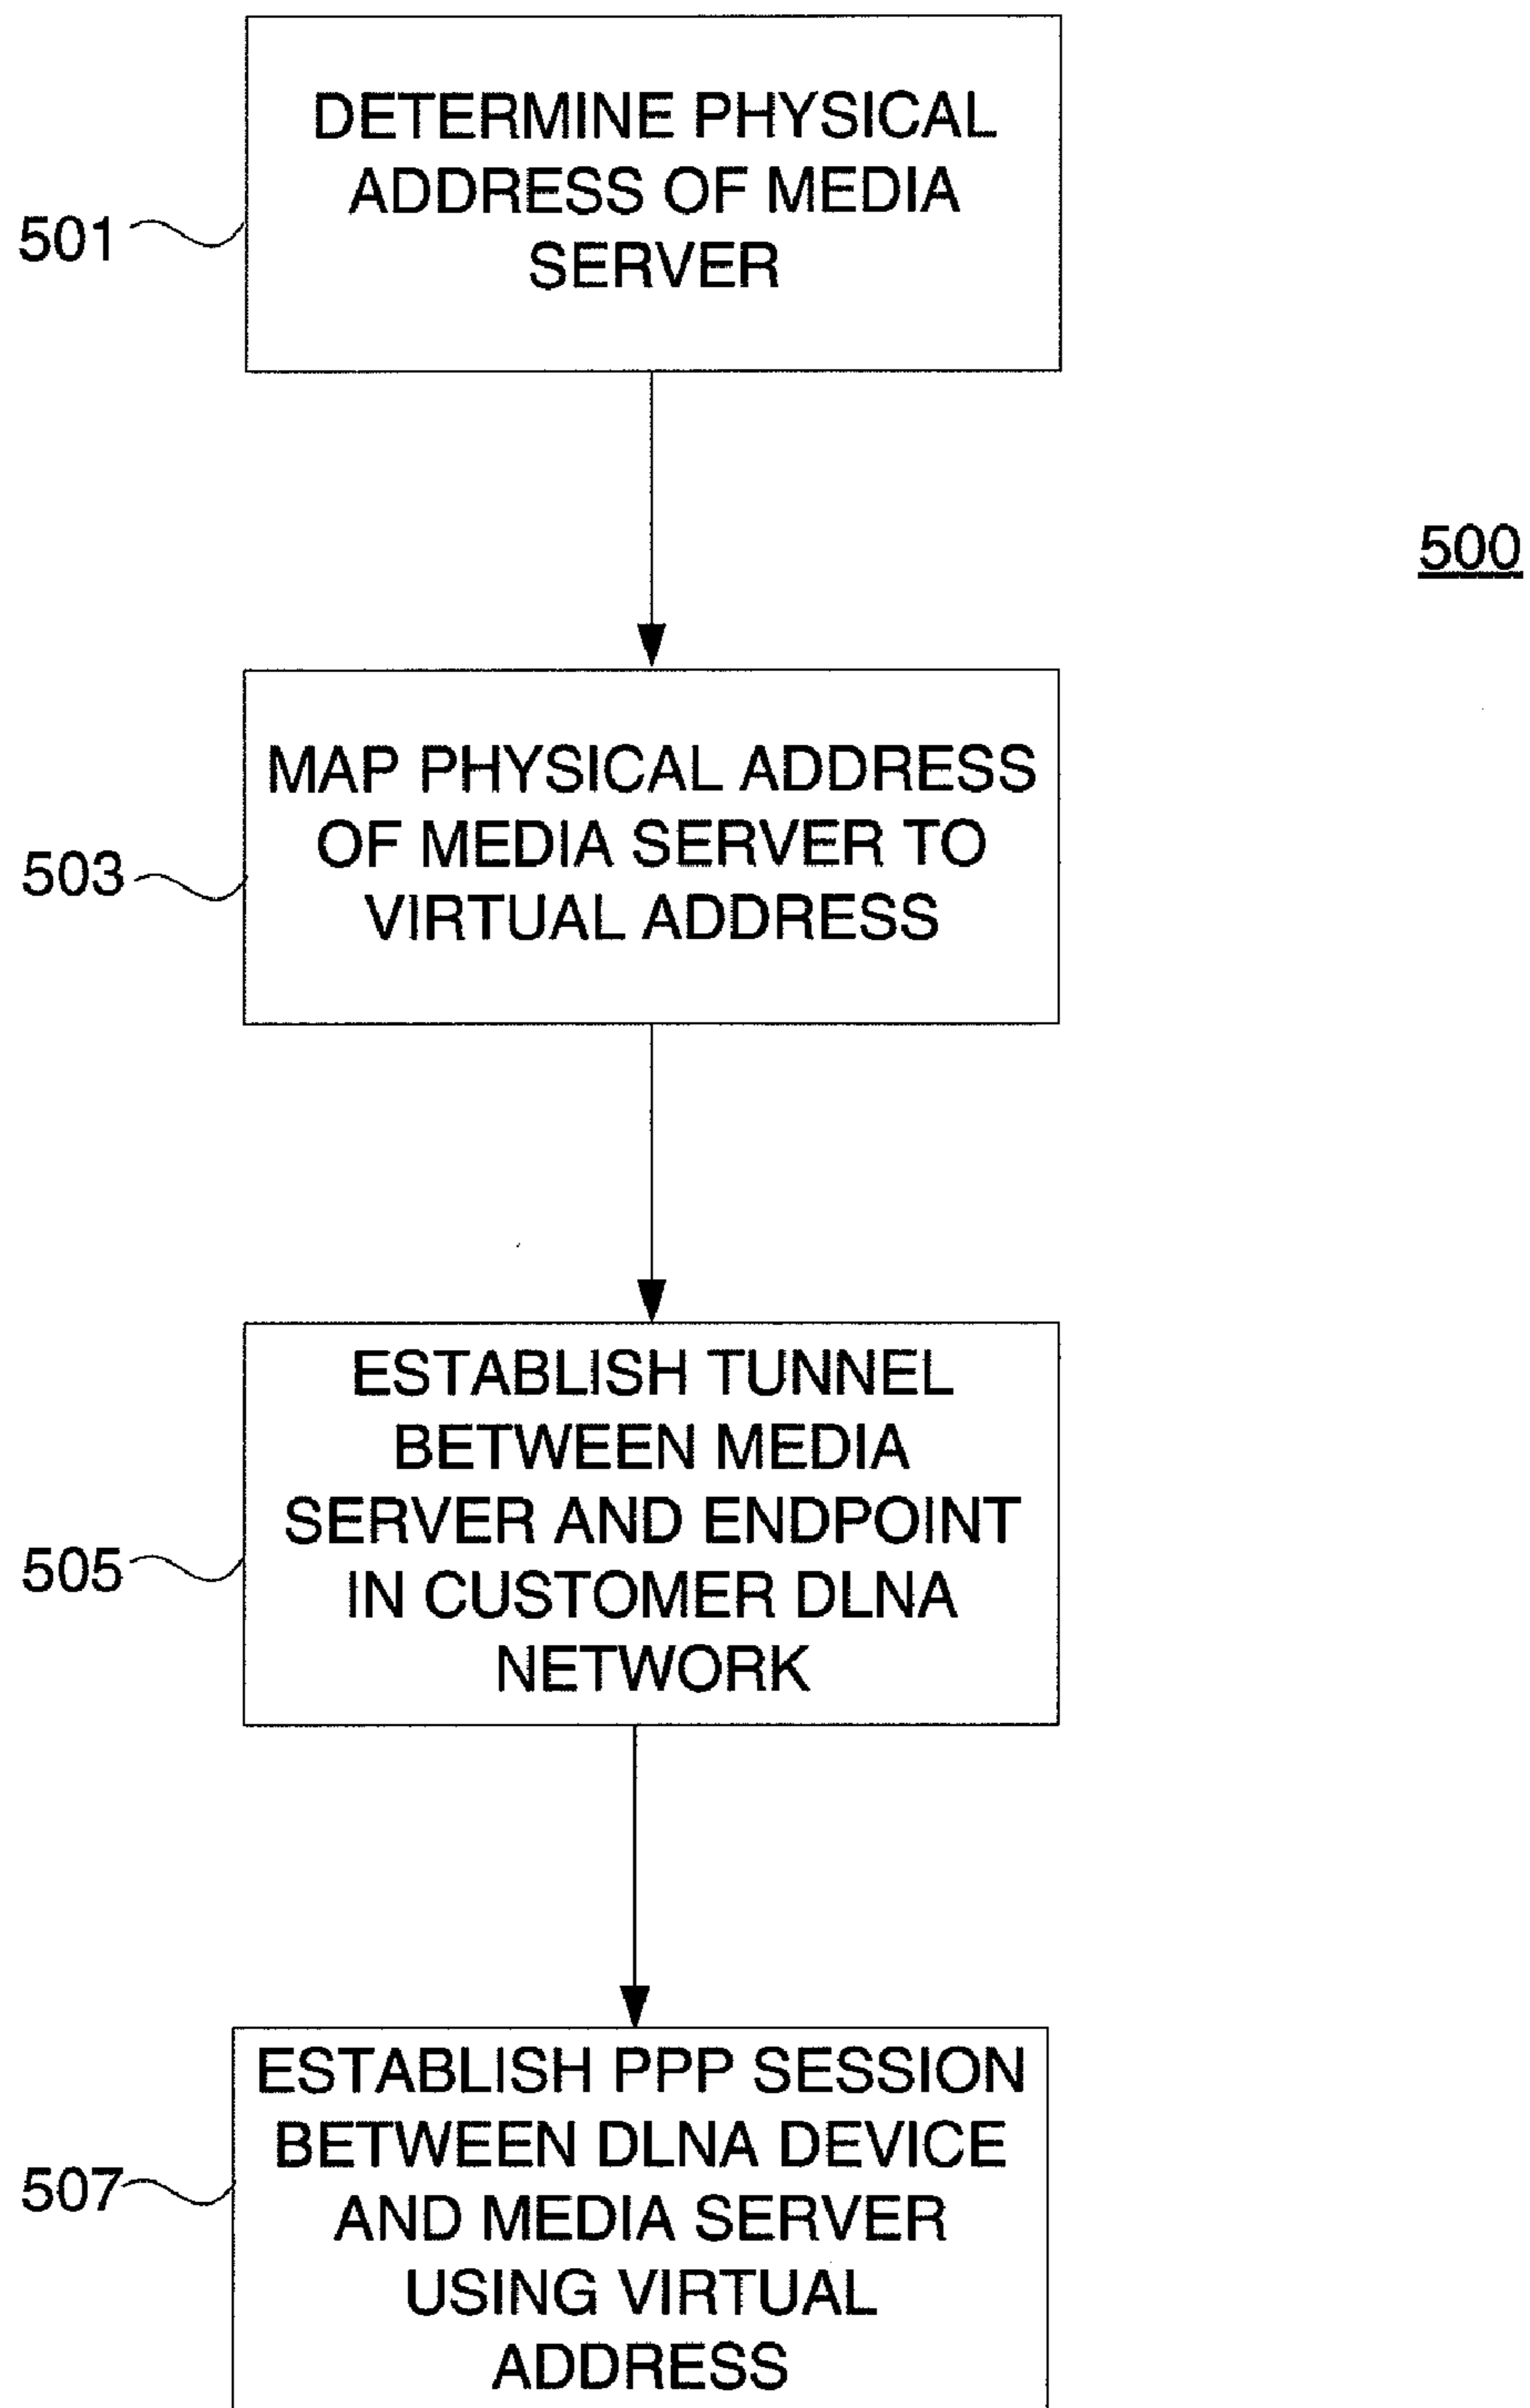 DETERMINE PHYSICAL
ADDRESS OF MEDIA
SERVER
501
500
MAP PHYSICAL ADDRESS
OF MEDIA SERVER TO
VIRTUAL ADDRESS
503
ESTABLISH TUNNEL
BETWEEN MEDIA
SERVER AND ENDPOINT
IN CUSTOMER DLNA
NETWORK
505
ESTABLISH PPP SESSION
BETWEEN DLNA DEVICE
AND MEDIA SERVER
USING VIRTUAL
ADDRESS
507